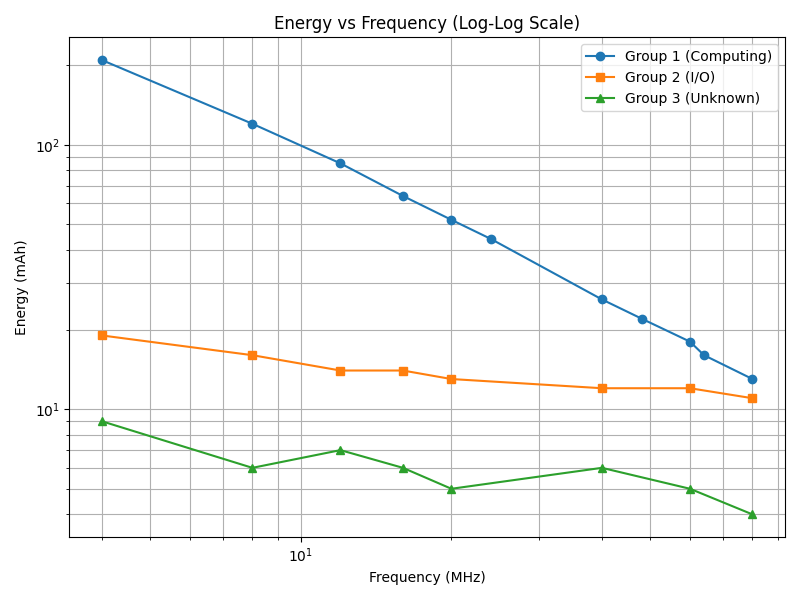 Energy vs Frequency (Log-Log Scale)
Group 1 (Computing)
Group 2 (I/O)
Group 3 (Unknown)
10²
10¹
Energy (mAh)
10¹
Frequency (MHz)